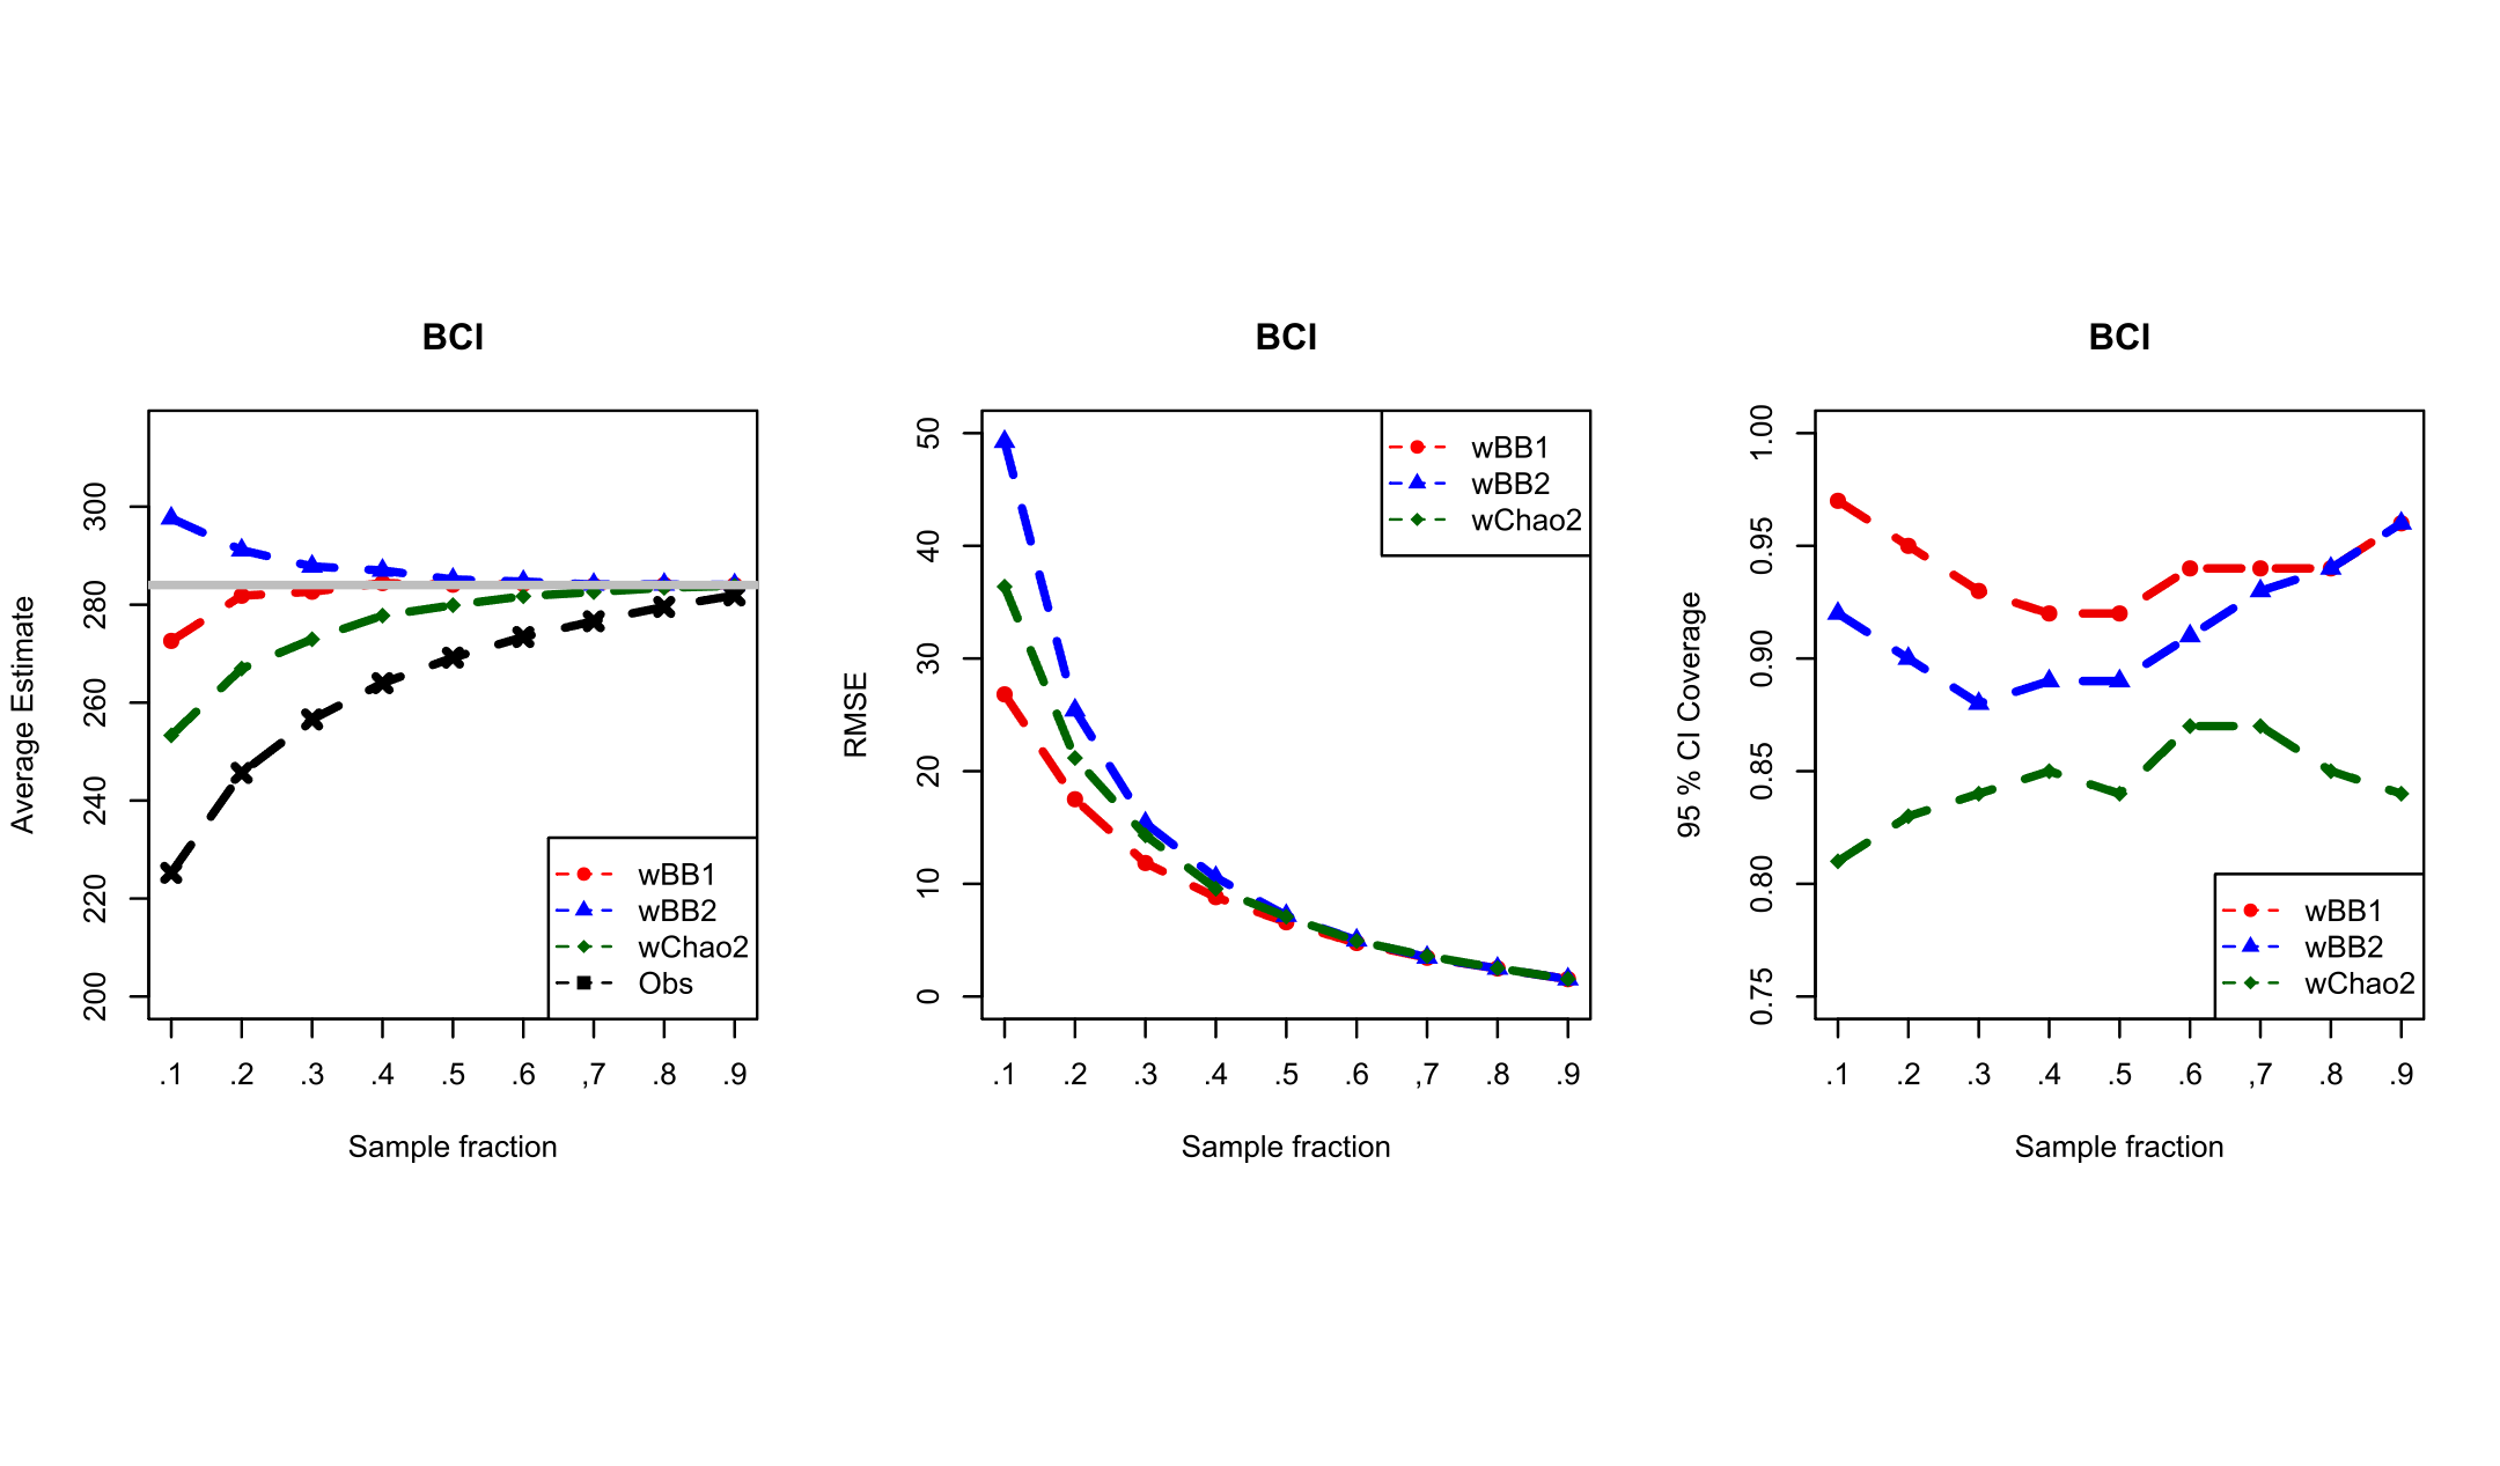 BCI
Average Estimate
300
280
260
240
220
200
wBB1
wBB2
wChao2
Obs
.1 .2 .3 .4 .5 .6 ,7 .8 .9
Sample fraction
BCI
RMSE
50
40
30
20
10
0
wBB1
wBB2
wChao2
.1 .2 .3 .4 .5 .6 ,7 .8 .9
Sample fraction
BCI
95 % CI Coverage
1.00
0.95
0.90
0.85
0.80
0.75
wBB1
wBB2
wChao2
.1 .2 .3 .4 .5 .6 ,7 .8 .9
Sample fraction